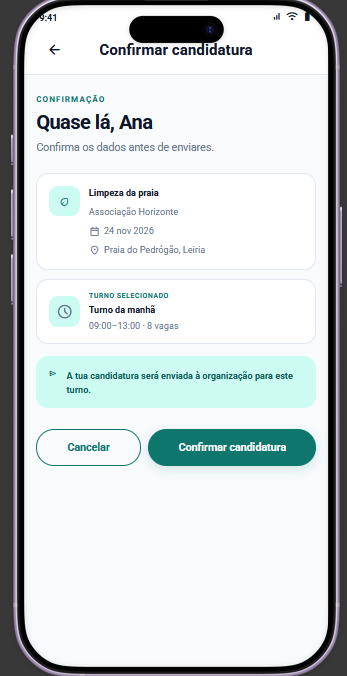 9:41
Confirmar candidatura
CONFIRMAÇÃO
Quase lá, Ana
Confirma os dados antes de enviares.
Limpeza da praia
Associação Horizonte
24 nov 2026
Praia do Pedrógão, Leiria
TURNO SELECIONADO
Turno da manhã
09:00–13:00 · 8 vagas
A tua candidatura será enviada à organização para este
turno.
Cancelar
Confirmar candidatura